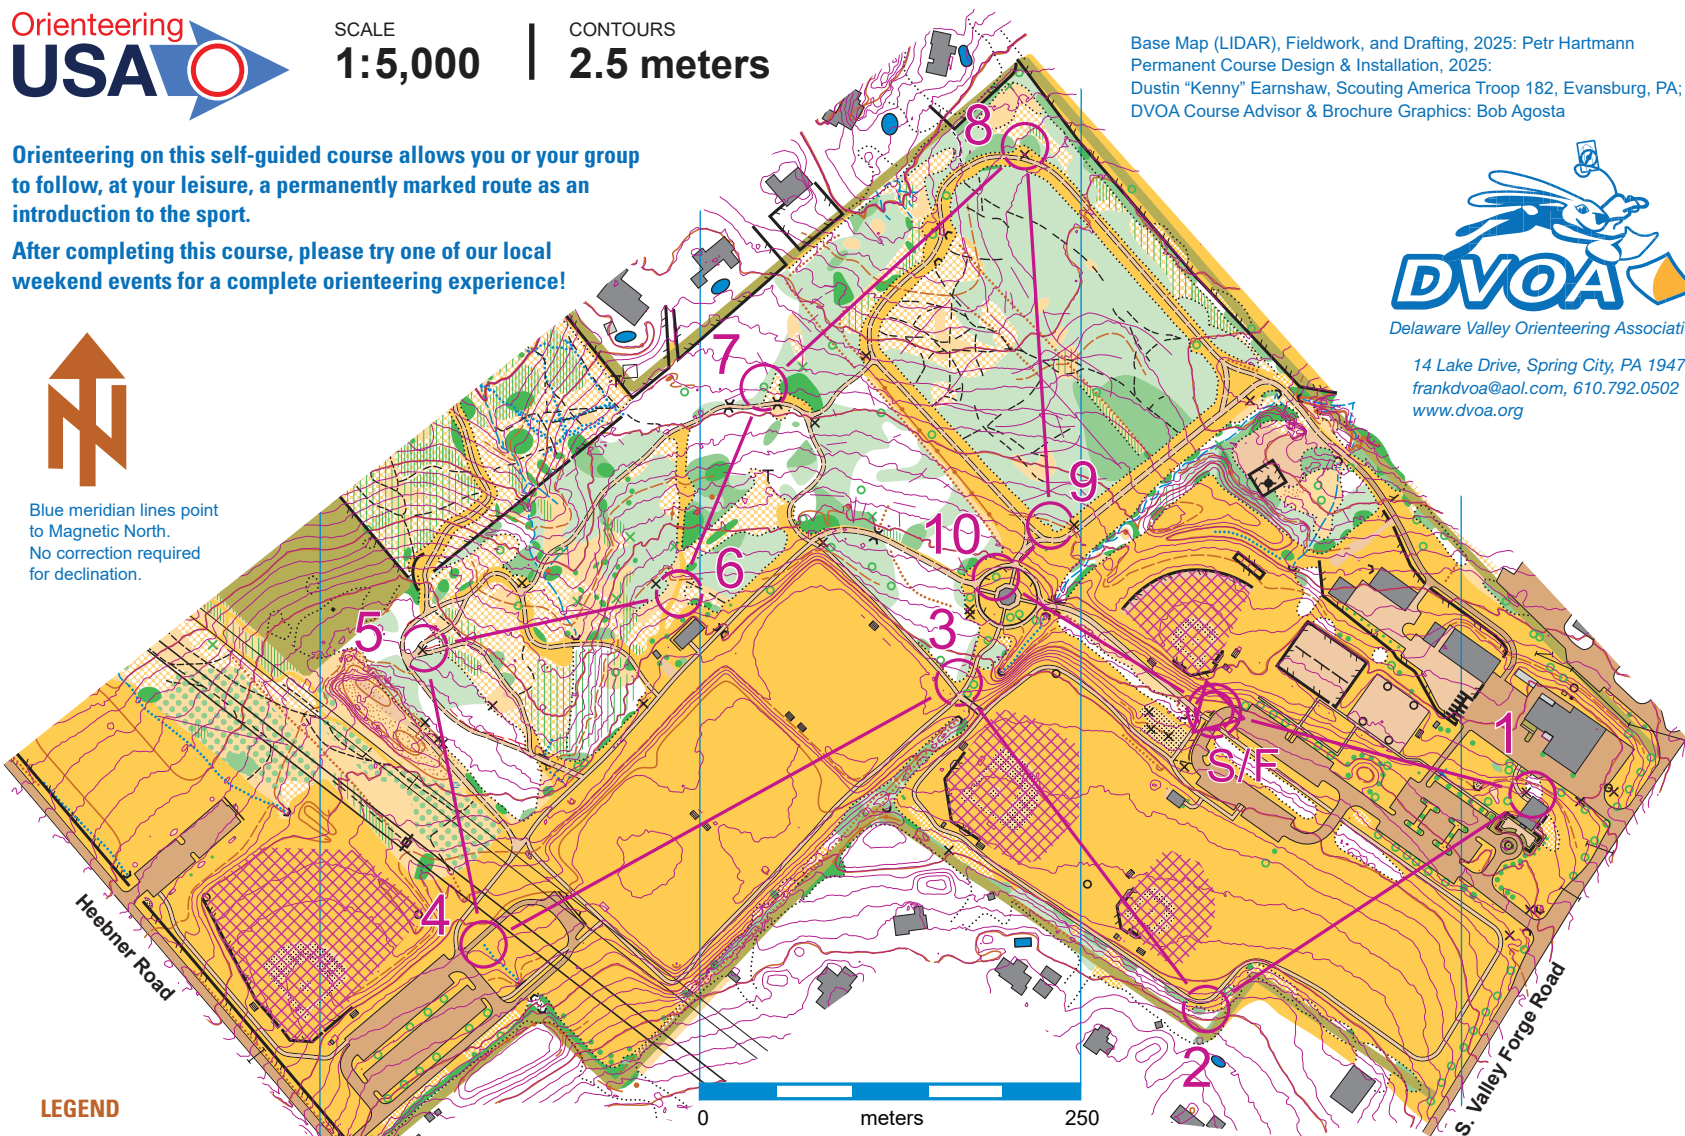 Orienteering
USA
SCALE
1:5,000
CONTOURS
2.5 meters
Base Map (LIDAR), Fieldwork, and Drafting, 2025: Petr Hartmann
Permanent Course Design & Installation, 2025:
Dustin “Kenny” Earnshaw, Scouting America Troop 182, Evansburg, PA;
DVOA Course Advisor & Brochure Graphics: Bob Agosta
Orienteering on this self-guided course allows you or your group
to follow, at your leisure, a permanently marked route as an
introduction to the sport.
After completing this course, please try one of our local
weekend events for a complete orienteering experience!
DVOA
Delaware Valley Orienteering Associati
14 Lake Drive, Spring City, PA 1947
frankdvoa@aol.com, 610.792.0502
www.dvoa.org
N
Blue meridian lines point
to Magnetic North.
No correction required
for declination.
8
7
9
10
6
5
3
S/F
1
4
2
Heebner Road
S. Valley Forge Road
0
meters
250
LEGEND